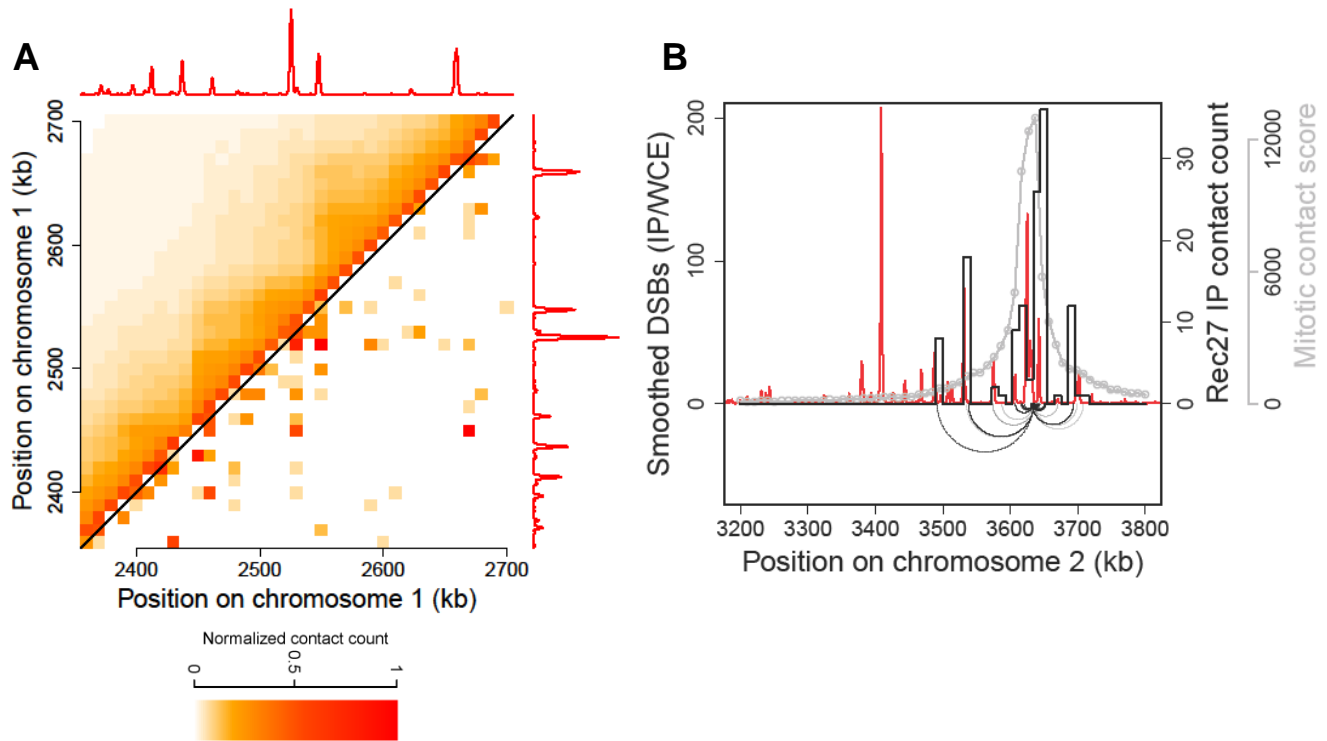 A
Position on chromosome 1 (kb)
2700
2600
2500
2400
2400 2500 2600 2700
Position on chromosome 1 (kb)
Normalized contact count
0 0.5 1
B
Smoothed DSBs (IP/WCE)
200
100
0
Rec27 IP contact count
30
20
10
0
Mitotic contact score
12000
6000
0
3200 3300 3400 3500 3600 3700 3800
Position on chromosome 2 (kb)